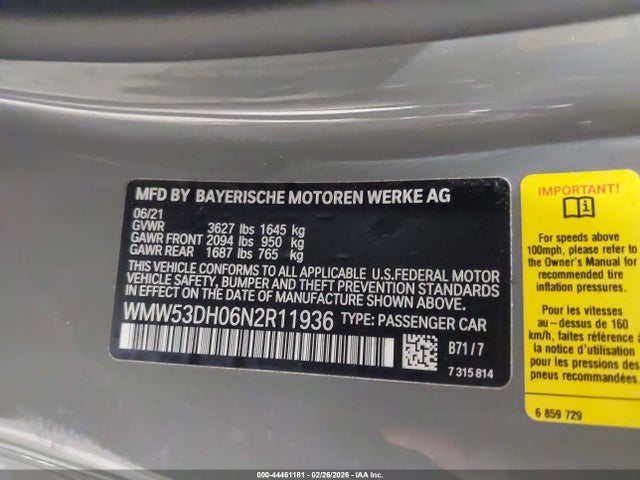 MFD BY BAYERISCHE MOTOREN WERKE AG
06/21
GVWR 3627 lbs 1645 kg
GAWR FRONT 2094 lbs 950 kg
GAWR REAR 1687 lbs 765 kg
THIS VEHICLE CONFORMS TO ALL APPLICABLE U.S.FEDERAL MOTOR
VEHICLE SAFETY, BUMPER AND THEFT PREVENTION STANDARDS
IN EFFECT ON THE DATE OF MANUFACTURE SHOWN ABOVE.
WMW53DH06N2R11936 TYPE: PASSENGER CAR
B71/7
7 315 814
IMPORTANT!
For speeds above
100mph, please refer to
the Owner's Manual for
recommended tire
inflation pressures.
Pour les vitesses
au-dessus de 160
km/h, faites référence à
la notice d'utilisation
pour les pressions des
pneus recommandées.
6 859 729
000-44461181 - 02/26/2026 - IAA Inc.